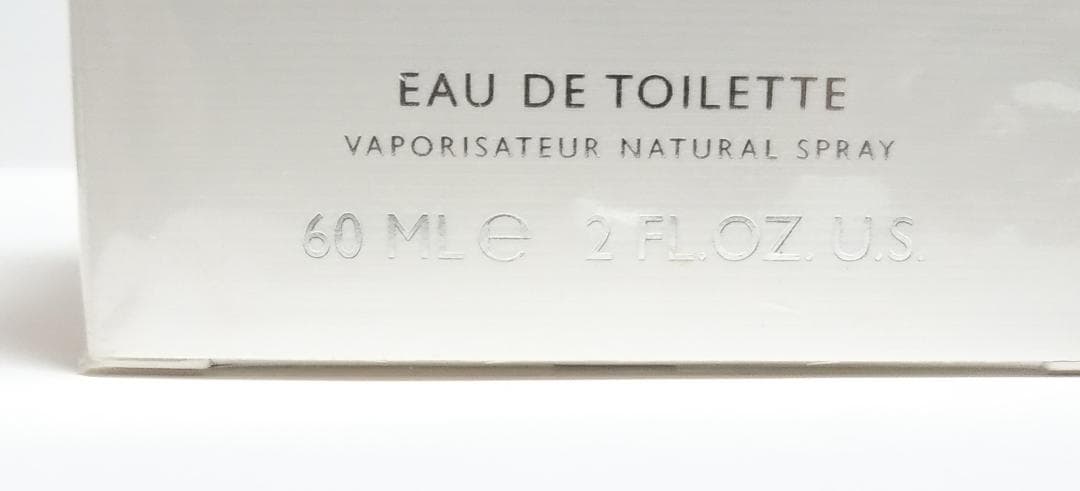 EAU DE TOILETTE
VAPORISATEUR NATURAL SPRAY
60 ML ℮ 2 FL.OZ. U.S.